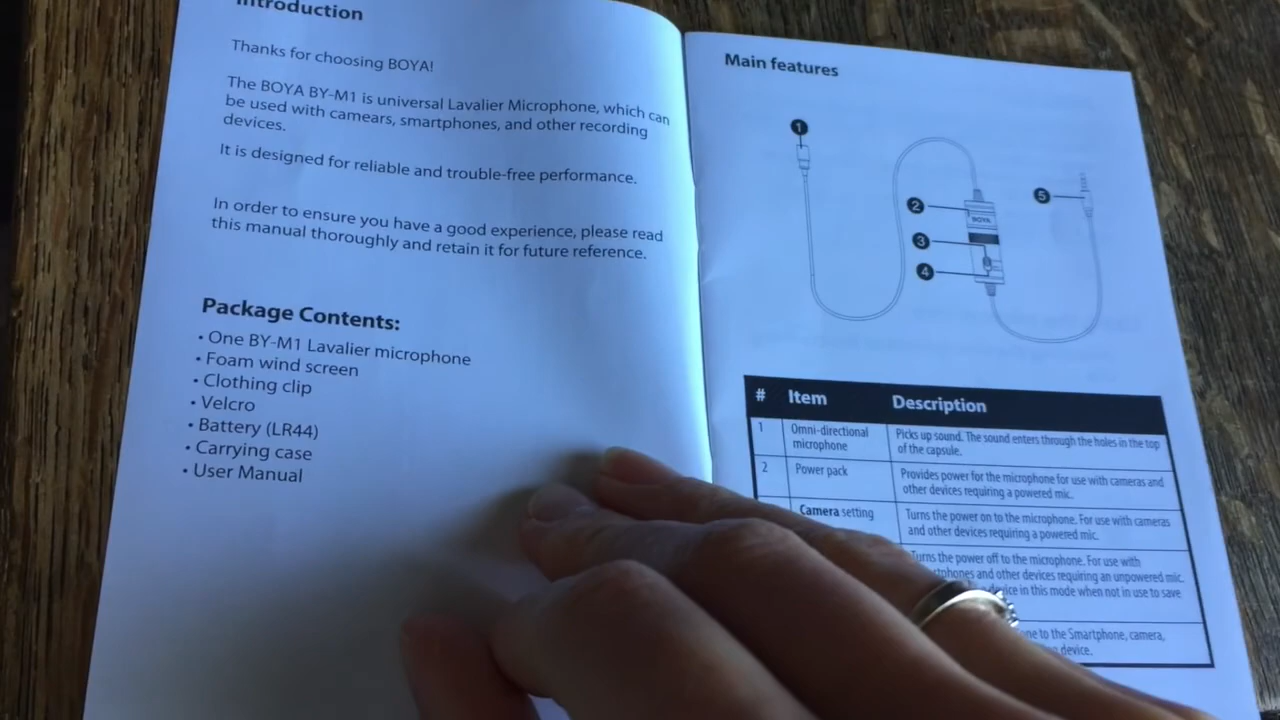 Introduction
Thanks for choosing BOYA!
The BOYA BY-M1 is universal Lavalier Microphone, which can
be used with camears, smartphones, and other recording
devices.
It is designed for reliable and trouble-free performance.
In order to ensure you have a good experience, please read
this manual thoroughly and retain it for future reference.
Package Contents:
• One BY-M1 Lavalier microphone
• Foam wind screen
• Clothing clip
• Velcro
• Battery (LR44)
• Carrying case
• User Manual
Main features
1
2
3
4
5
BOYA
# Item Description
1 Omni-directional microphone Picks up sound. The sound enters through the holes in the top
of the capsule.
2 Power pack Provides power for the microphone for use with cameras and
other devices requiring a powered mic.
Camera setting Turns the power on to the microphone. For use with cameras
and other devices requiring a powered mic.
Turns the power off to the microphone. For use with
and other devices requiring an unpowered mic.
device in this mode when not in use to save
to the Smartphone, camera,
device.